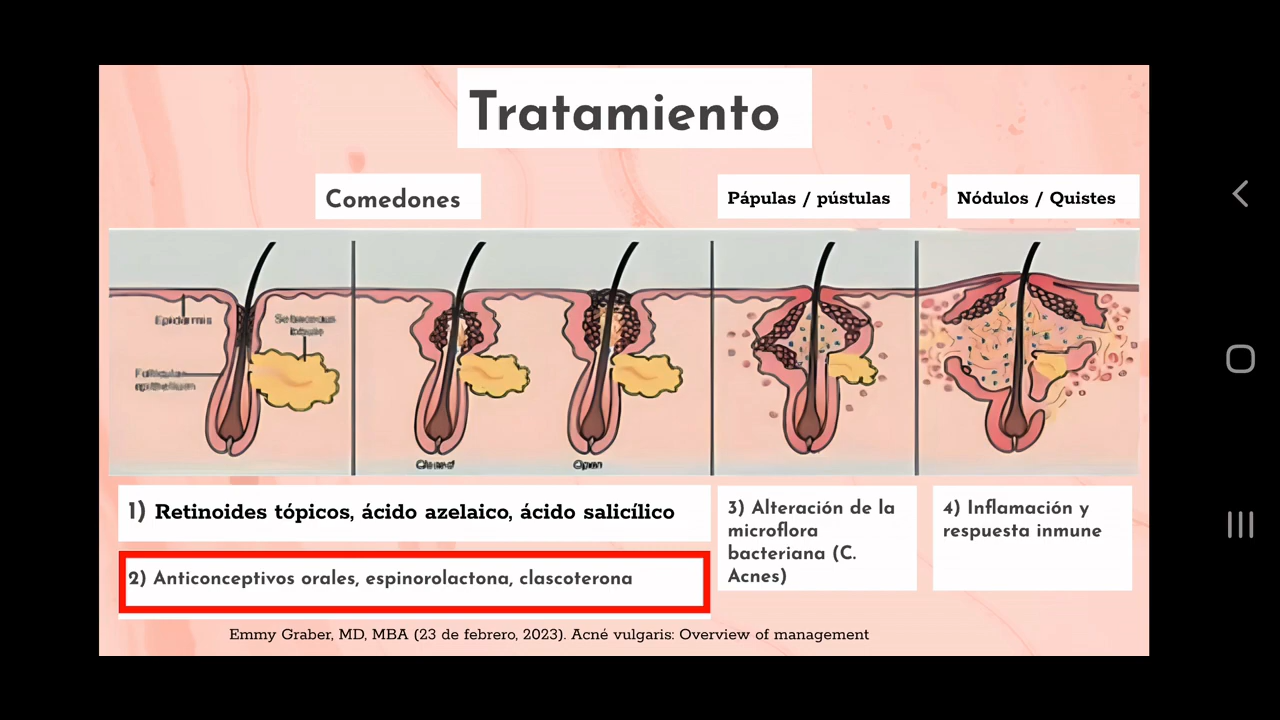 Tratamiento
Comedones
Pápulas / pústulas
Nódulos / Quistes
Epidermis
Sebaceous
lobule
Follicular
epithelium
Closed
Open
1) Retinoides tópicos, ácido azelaico, ácido salicílico
2) Anticonceptivos orales, espinorolactona, clascoterona
3) Alteración de la
microflora
bacteriana (C.
Acnes)
4) Inflamación y
respuesta inmune
Emmy Graber, MD, MBA (23 de febrero, 2023). Acné vulgaris: Overview of management